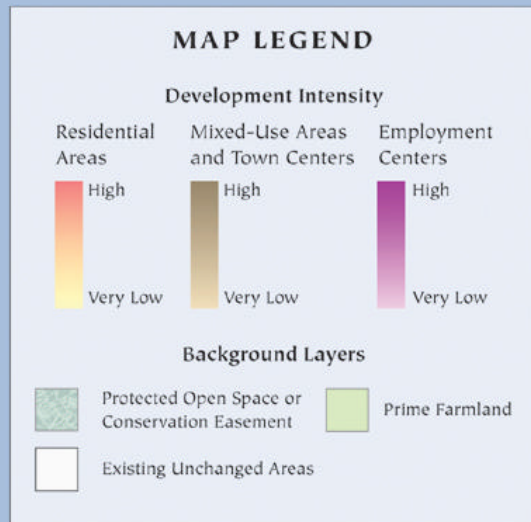 MAP LEGEND
Development Intensity
Residential
Areas
High
Very Low
Mixed-Use Areas
and Town Centers
High
Very Low
Employment
Centers
High
Very Low
Background Layers
Protected Open Space or
Conservation Easement
Prime Farmland
Existing Unchanged Areas